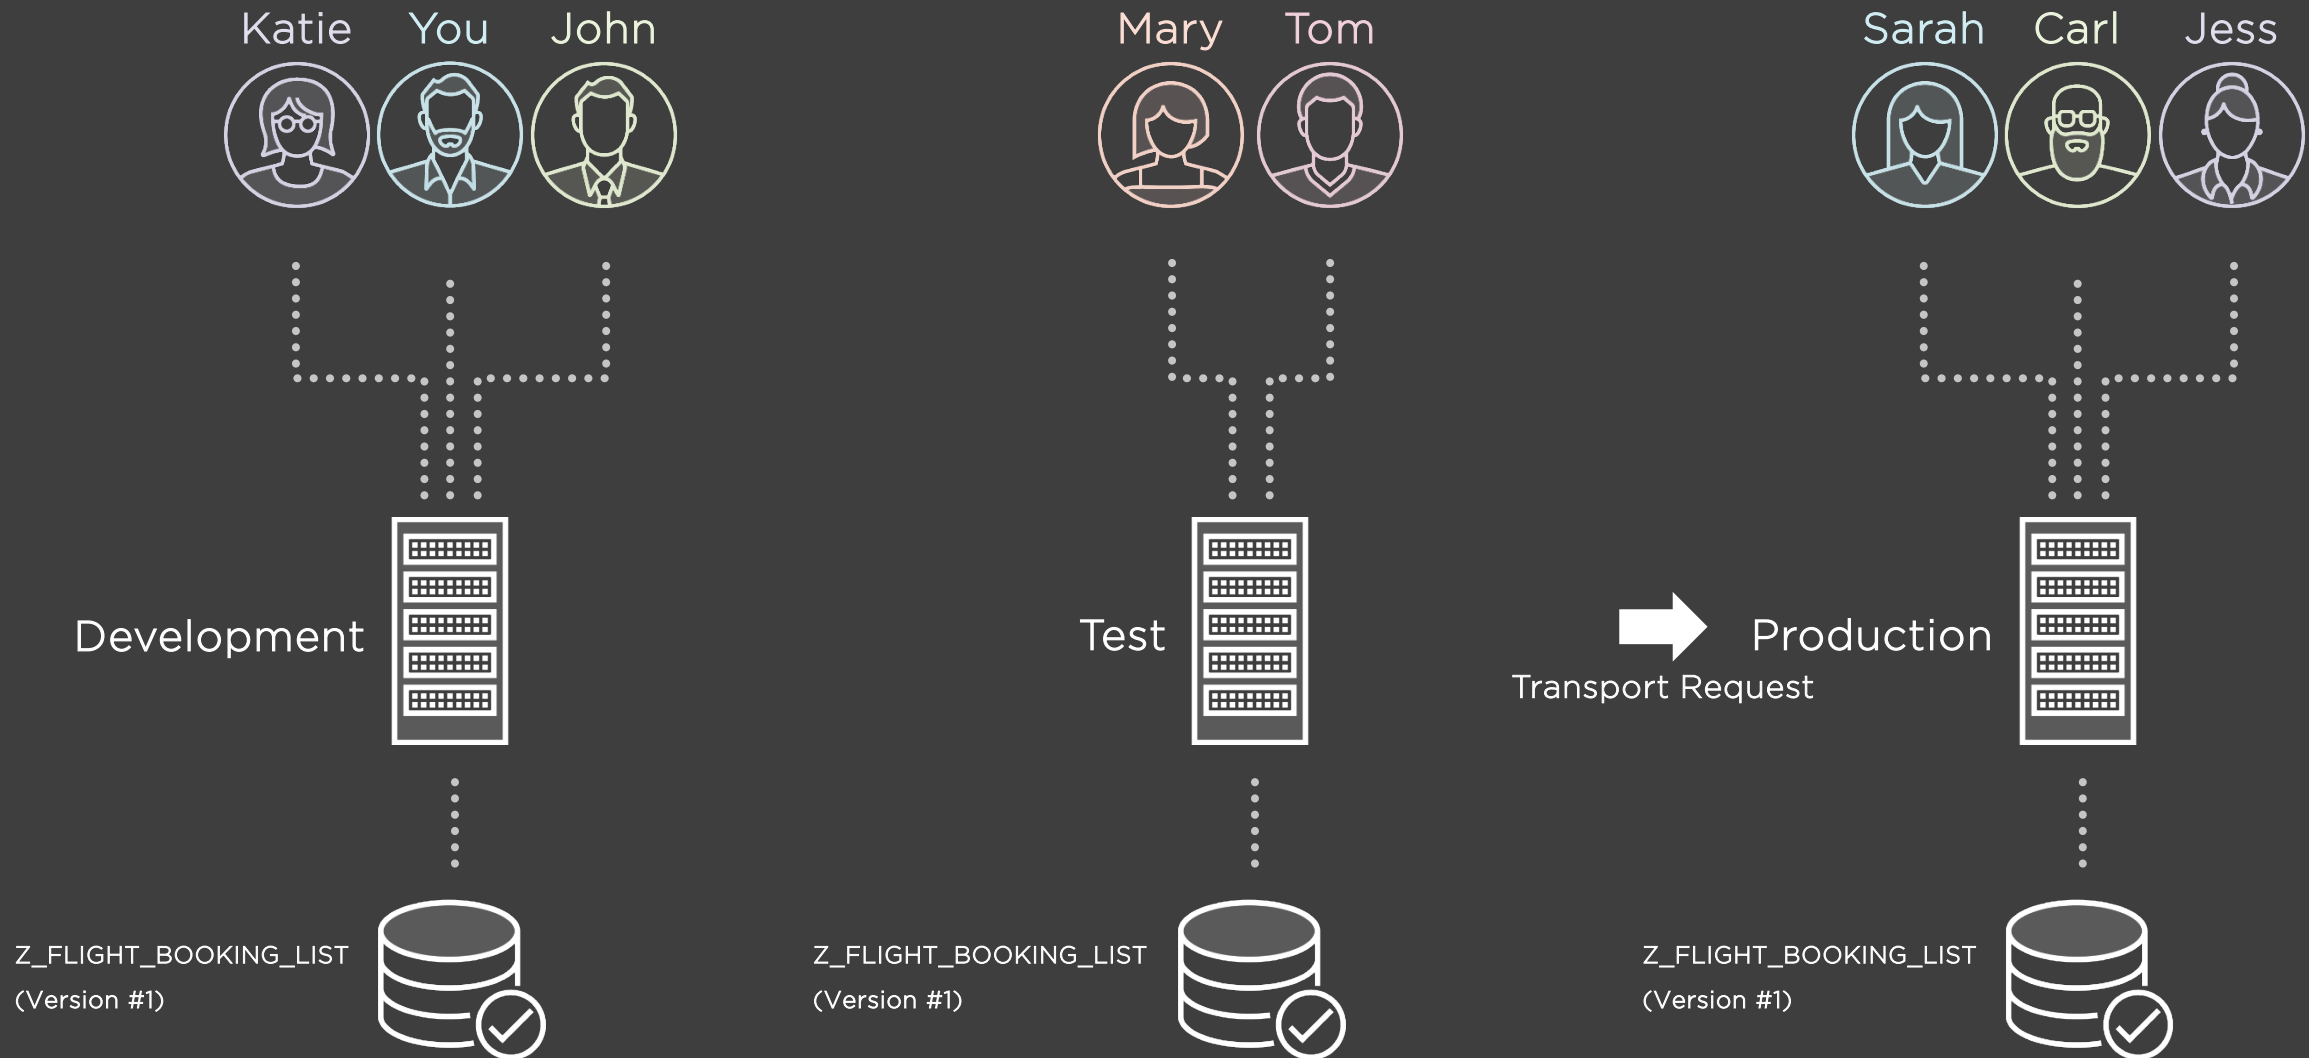 Katie
You
John
Mary
Tom
Sarah
Carl
Jess
Development
Test
Transport Request
Production
Z_FLIGHT_BOOKING_LIST
(Version #1)
Z_FLIGHT_BOOKING_LIST
(Version #1)
Z_FLIGHT_BOOKING_LIST
(Version #1)